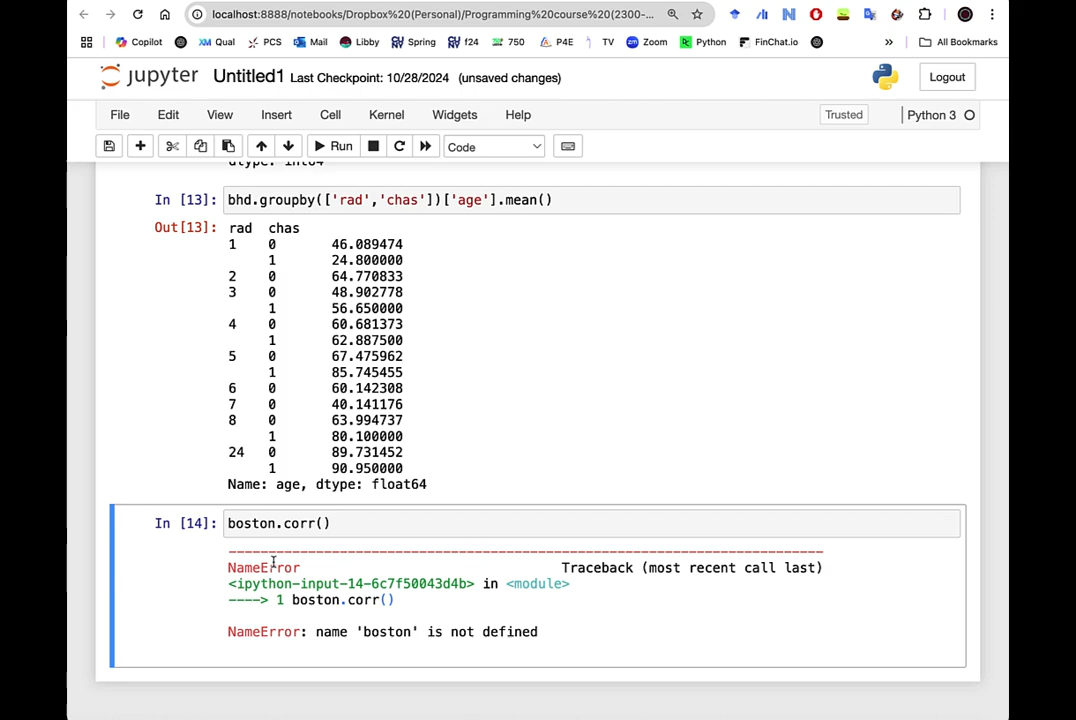 localhost:8888/notebooks/Dropbox%20(Personal)/Programming%20course%20(2300-...
Copilot XM Qual PCS Mail Libby Spring f24 750 P4E TV Zoom Python FinChat.io » All Bookmarks
jupyter Untitled1 Last Checkpoint: 10/28/2024 (unsaved changes) Logout
File Edit View Insert Cell Kernel Widgets Help Trusted Python 3
Run Code
In [13]: bhd.groupby(['rad','chas'])['age'].mean()
Out[13]: rad chas
1 0 46.089474
1 24.800000
2 0 64.770833
3 0 48.902778
1 56.650000
4 0 60.681373
1 62.887500
5 0 67.475962
1 85.745455
6 0 60.142308
7 0 40.141176
8 0 63.994737
1 80.100000
24 0 89.731452
1 90.950000
Name: age, dtype: float64
In [14]: boston.corr()
---------------------------------------------------------------------------
NameError Traceback (most recent call last)
<ipython-input-14-6c7f50043d4b> in <module>
----> 1 boston.corr()
NameError: name 'boston' is not defined